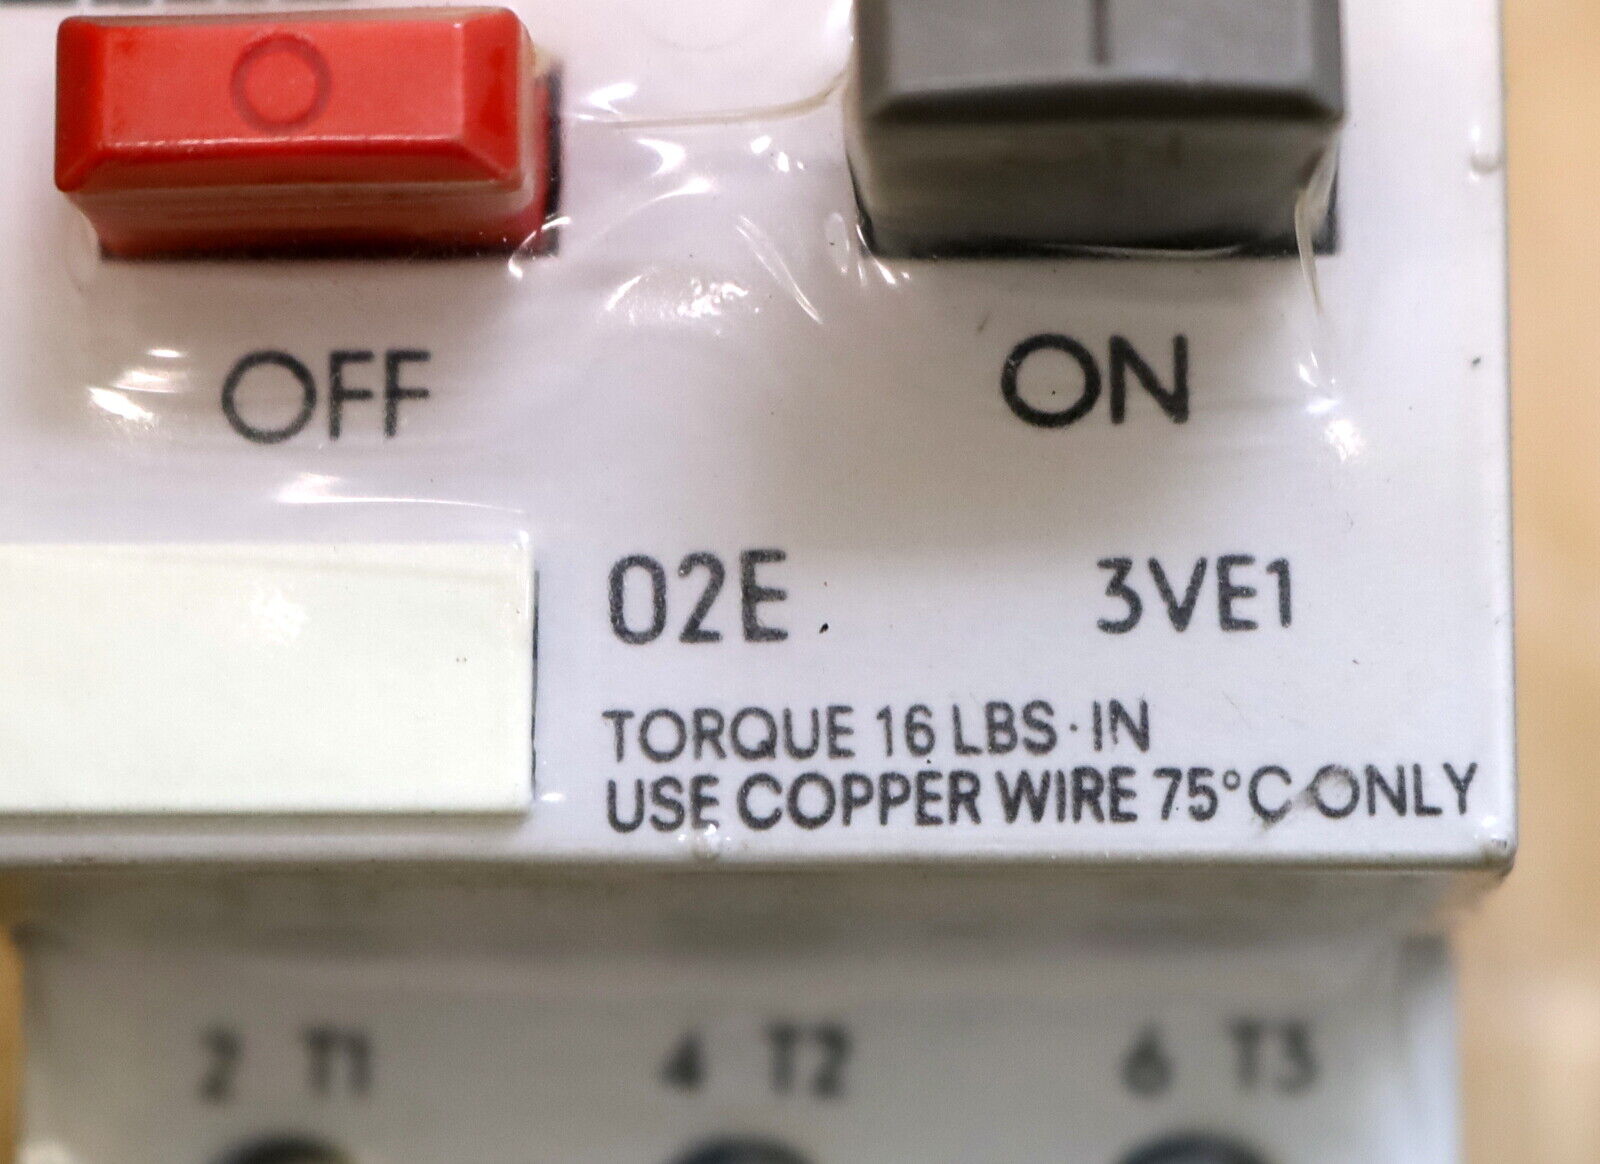 OFF ON
02E 3VE1
TORQUE 16 LBS·IN
USE COPPER WIRE 75°C ONLY
2 T1 4 T2 6 T3